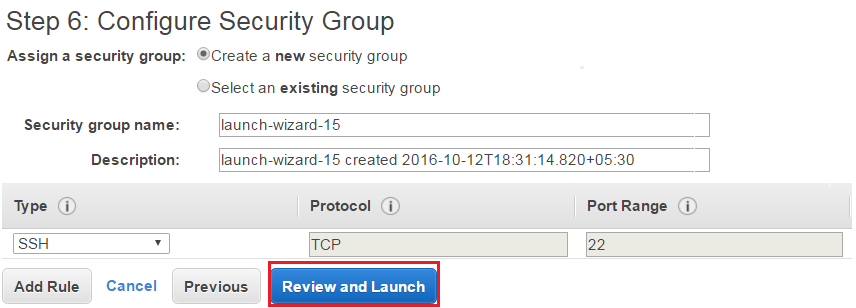 Step 6: Configure Security Group
Assign a security group: Create a new security group
Select an existing security group
Security group name: launch-wizard-15
Description: launch-wizard-15 created 2016-10-12T18:31:14.820+05:30
Type i Protocol i Port Range i
SSH TCP 22
Add Rule Cancel Previous Review and Launch